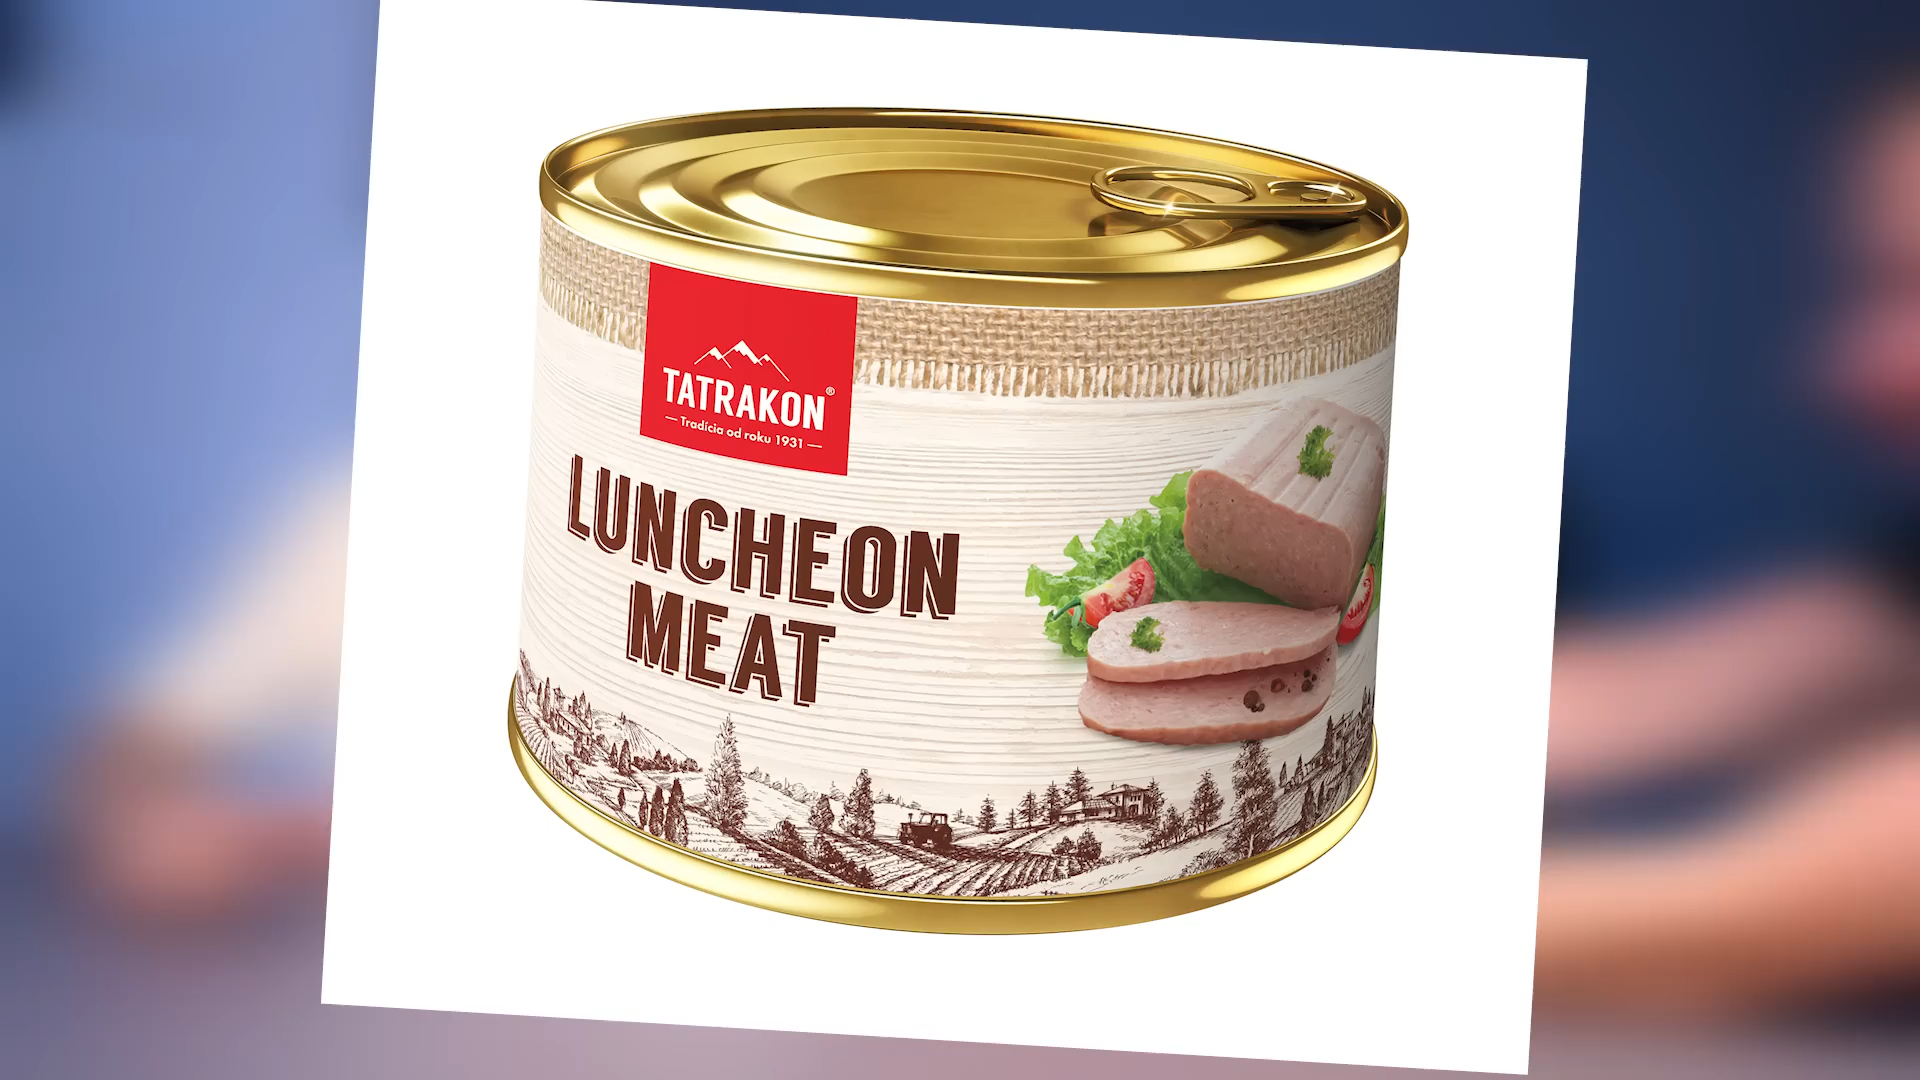 TATRAKON®
— Tradícia od roku 1931 —
LUNCHEON
MEAT